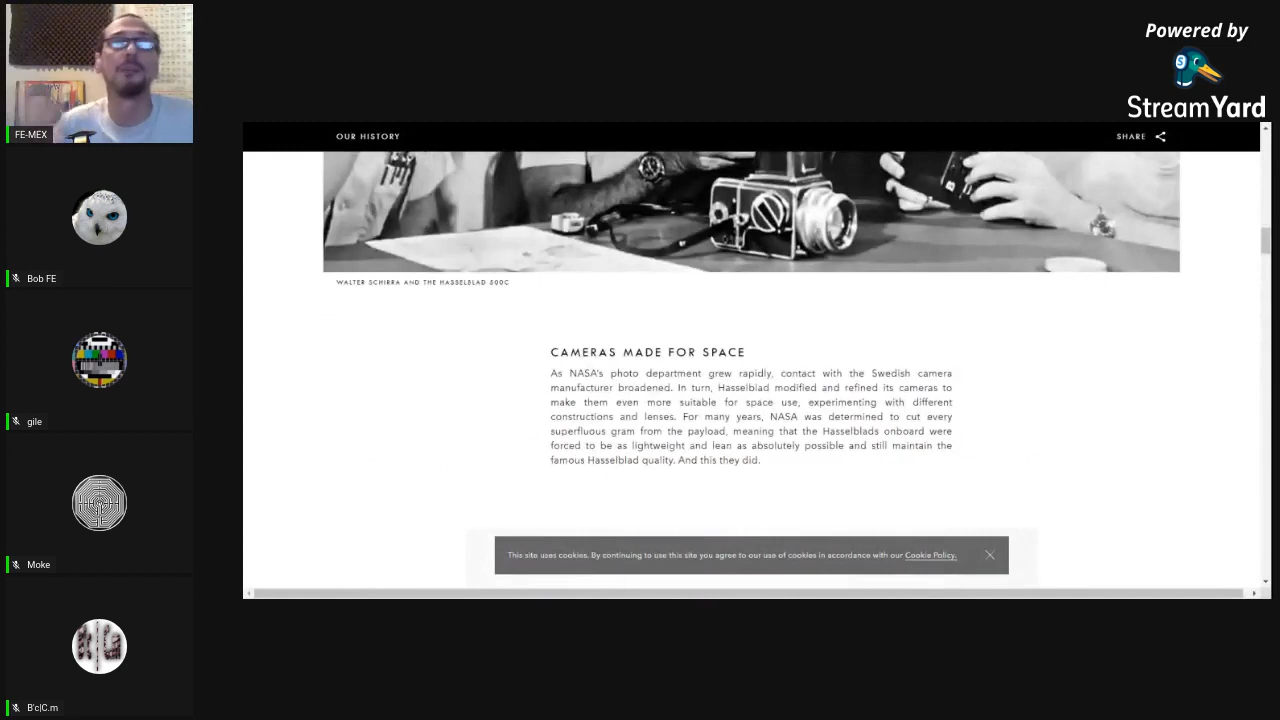 Powered by
StreamYard
FE-MEX
Bob FE
gile
Moke
B'c|C.m
OUR HISTORY
SHARE
WALTER SCHIRRA AND THE HASSELBLAD 500C
CAMERAS MADE FOR SPACE
As NASA's photo department grew rapidly, contact with the Swedish camera
manufacturer broadened. In turn, Hasselblad modified and refined its cameras to
make them even more suitable for space use, experimenting with different
constructions and lenses. For many years, NASA was determined to cut every
superfluous gram from the payload, meaning that the Hasselblads onboard were
forced to be as lightweight and lean as absolutely possible and still maintain the
famous Hasselblad quality. And this they did.
This site uses cookies. By continuing to use this site you agree to our use of cookies in accordance with our Cookie Policy.